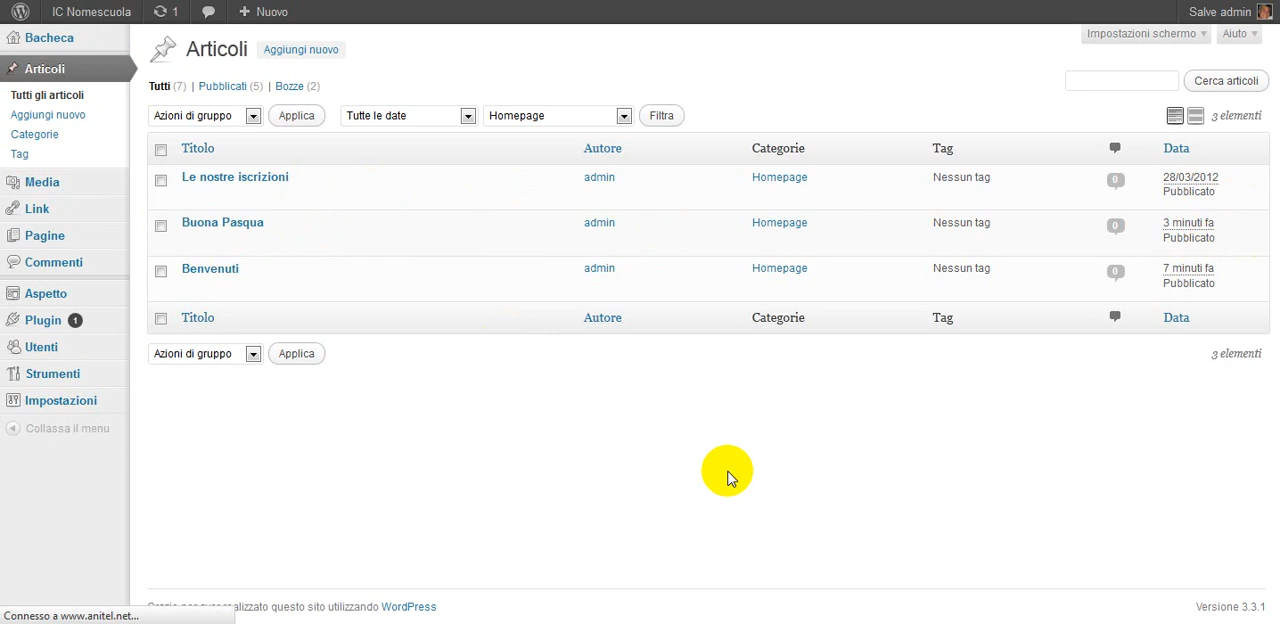 IC Nomescuola 1 + Nuovo Salve admin
Bacheca
Articoli
Tutti gli articoli
Aggiungi nuovo
Categorie
Tag
Media
Link
Pagine
Commenti
Aspetto
Plugin 1
Utenti
Strumenti
Impostazioni
Collassa il menu
Impostazioni schermo Aiuto
Articoli Aggiungi nuovo
Tutti (7) | Pubblicati (5) | Bozze (2)
Cerca articoli
Azioni di gruppo Applica Tutte le date Homepage Filtra 3 elementi
Titolo Autore Categorie Tag Data
Le nostre iscrizioni admin Homepage Nessun tag 0 28/03/2012
Pubblicato
Buona Pasqua admin Homepage Nessun tag 0 3 minuti fa
Pubblicato
Benvenuti admin Homepage Nessun tag 0 7 minuti fa
Pubblicato
Titolo Autore Categorie Tag Data
Azioni di gruppo Applica 3 elementi
realizzato questo sito utilizzando WordPress Versione 3.3.1
Connesso a www.anitel.net...